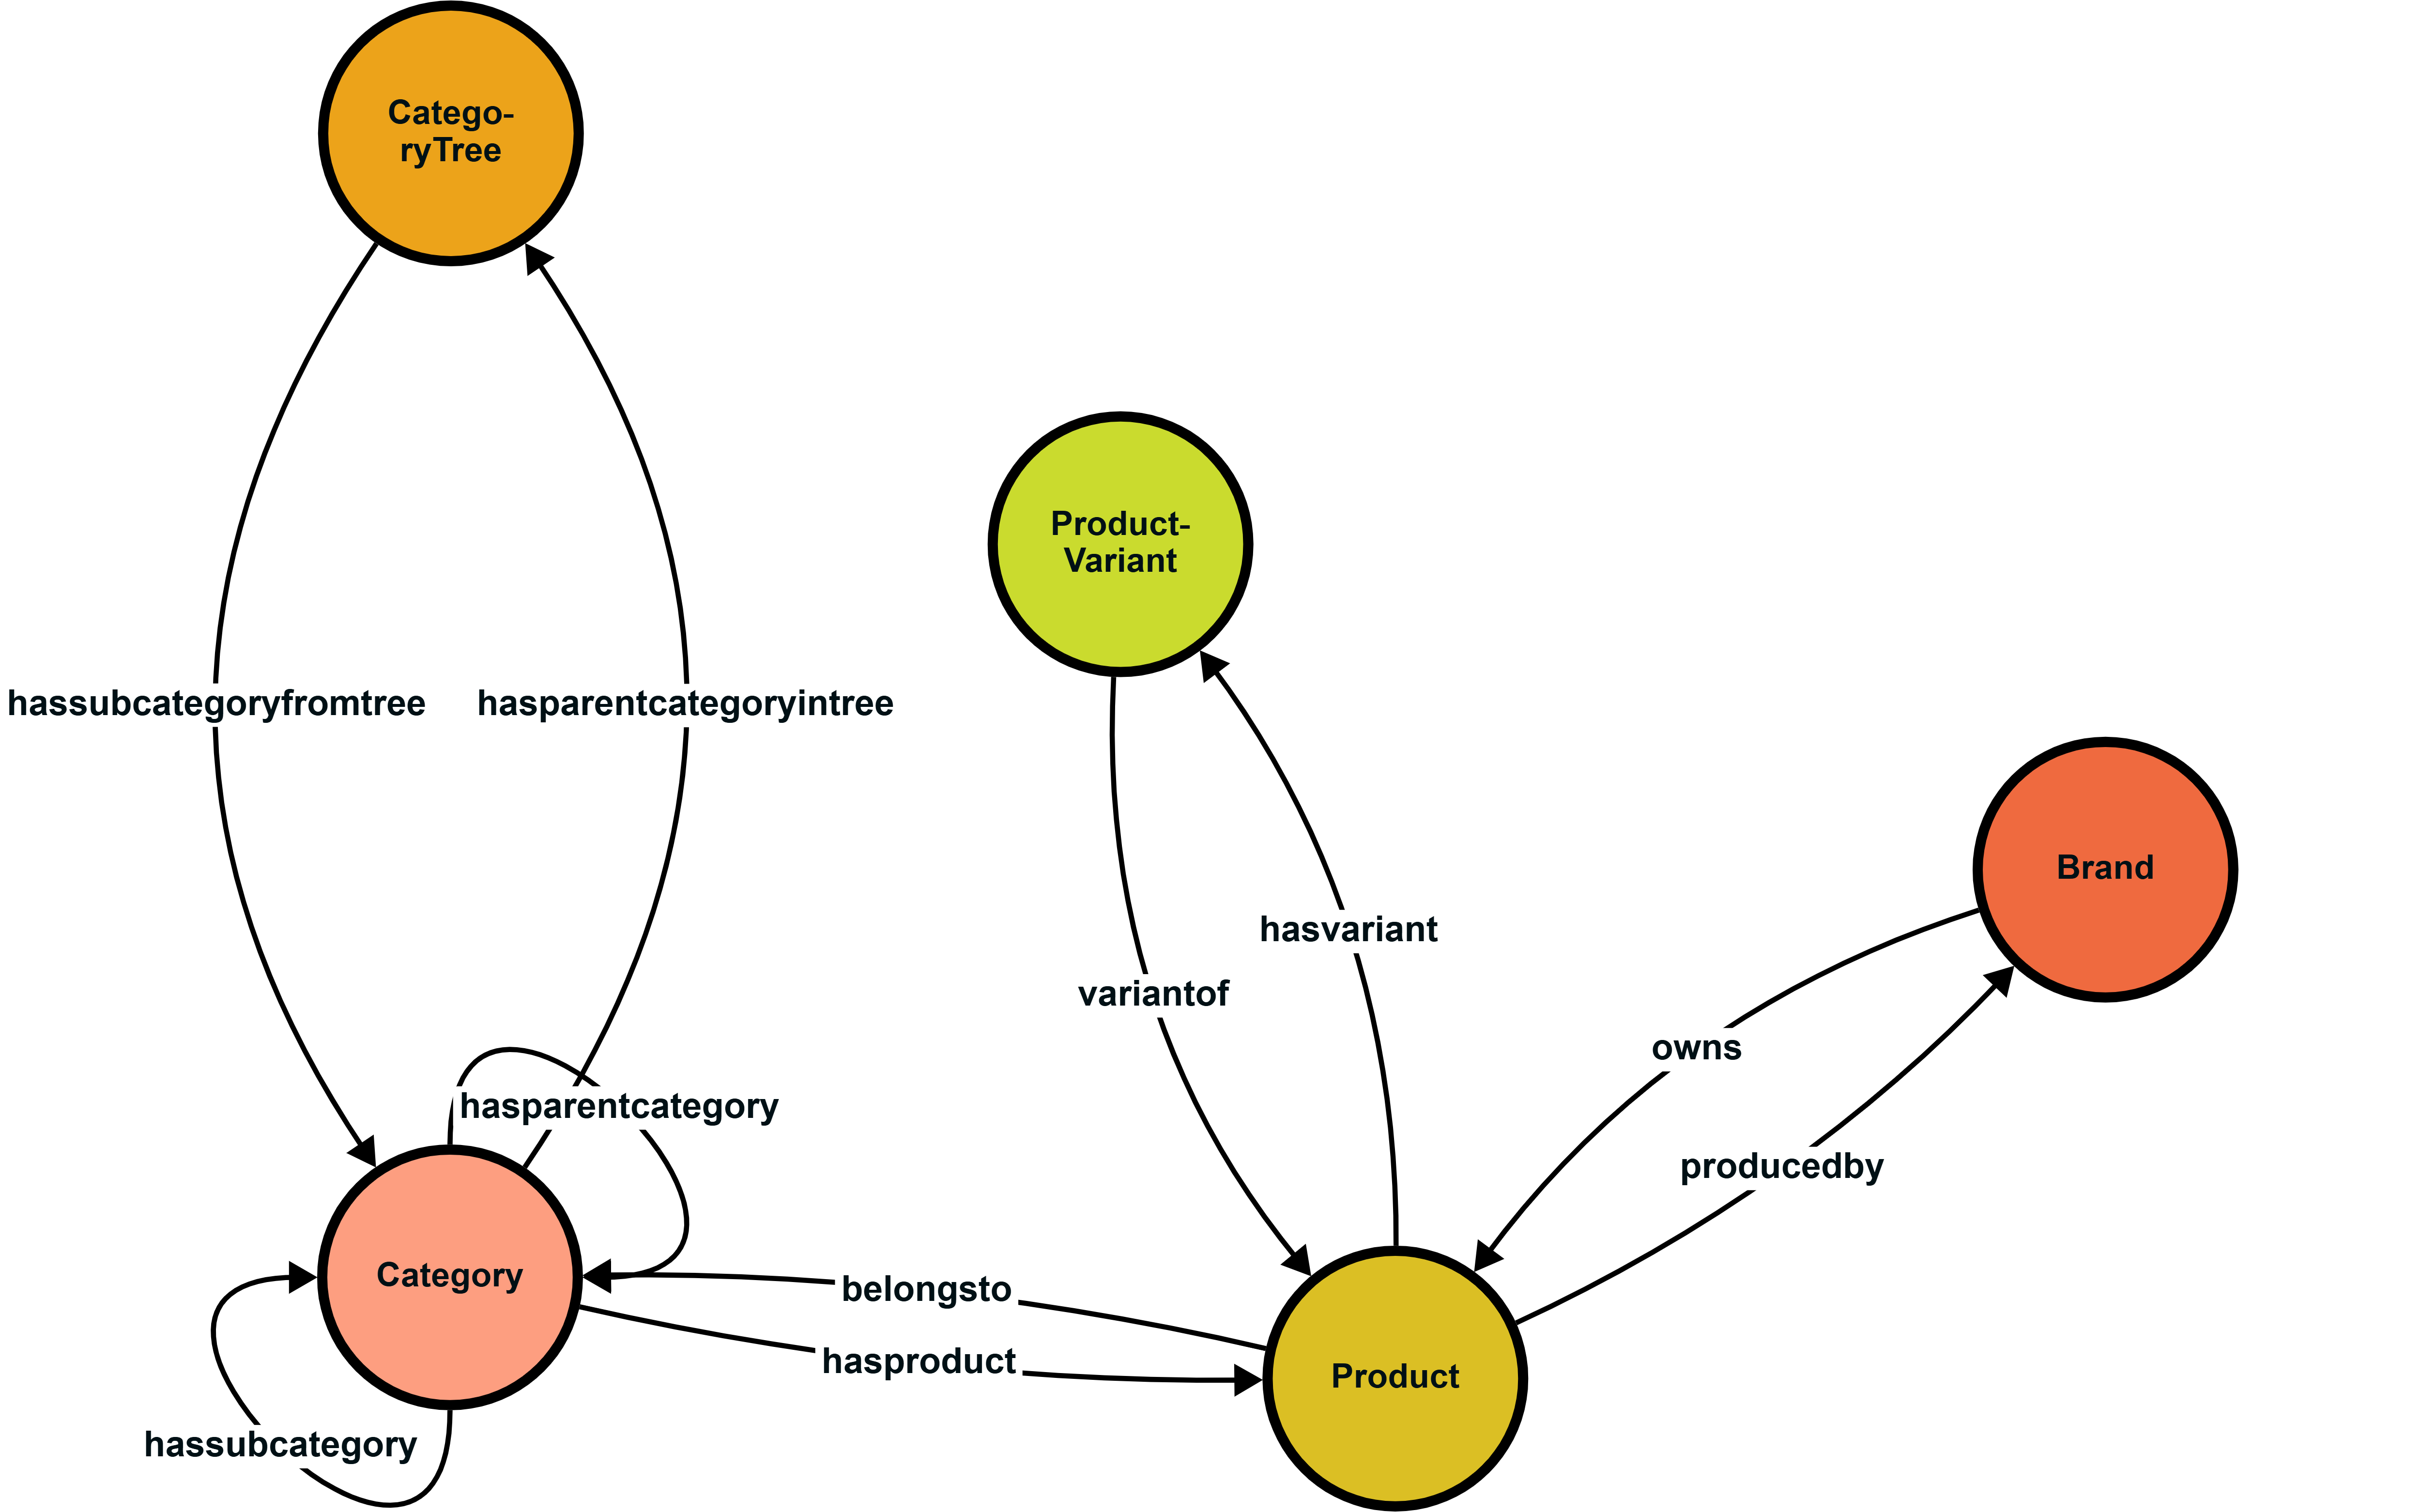 Catego-
ryTree
Product-
Variant
hassubcategoryfromtree
hasparentcategoryintree
Brand
hasvariant
variantof
owns
hasparentcategory
producedby
Category
belongsto
hasproduct
Product
hassubcategory